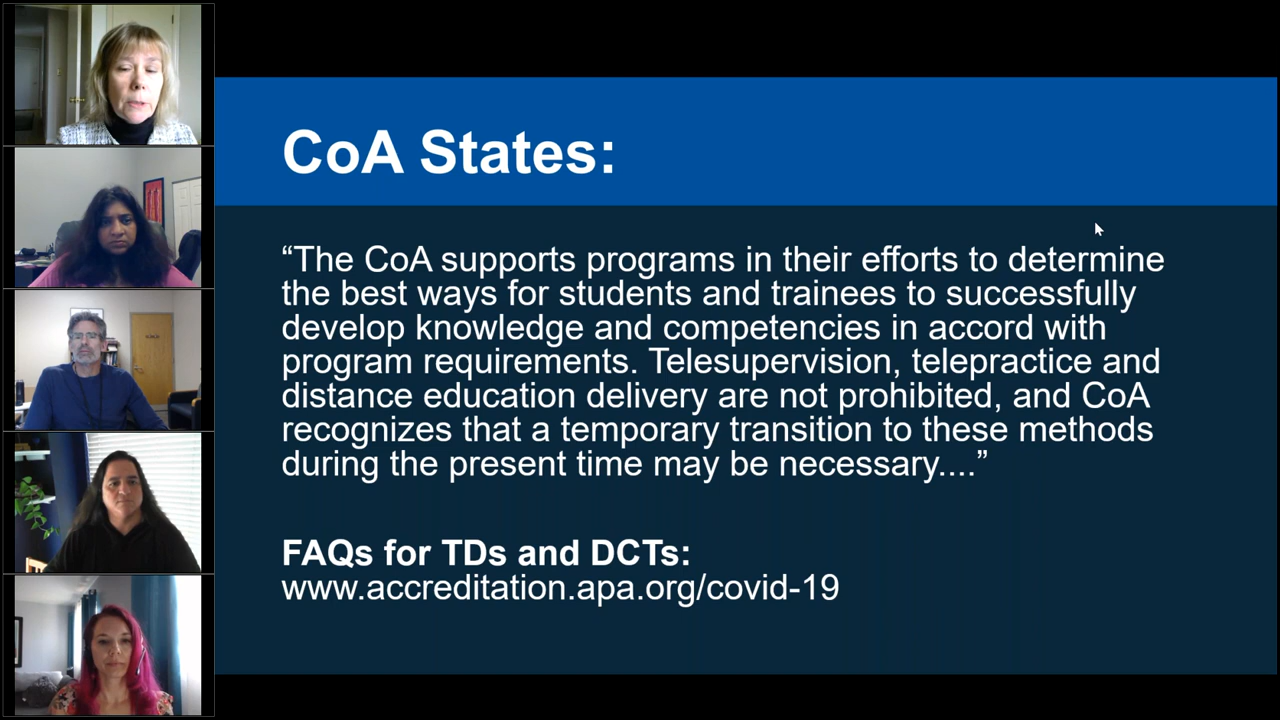 CoA States:
“The CoA supports programs in their efforts to determine
the best ways for students and trainees to successfully
develop knowledge and competencies in accord with
program requirements. Telesupervision, telepractice and
distance education delivery are not prohibited, and CoA
recognizes that a temporary transition to these methods
during the present time may be necessary....”
FAQs for TDs and DCTs:
www.accreditation.apa.org/covid-19